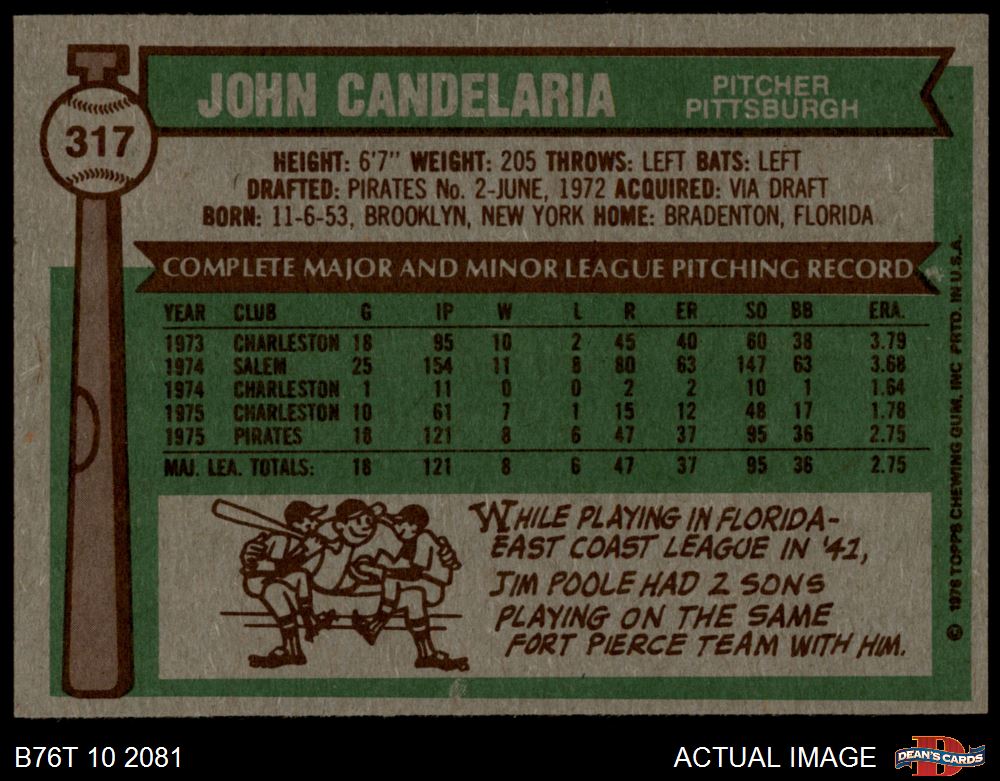 317
JOHN CANDELARIA
PITCHER
PITTSBURGH
HEIGHT: 6'7" WEIGHT: 205 THROWS: LEFT BATS: LEFT
DRAFTED: PIRATES No. 2-JUNE, 1972 ACQUIRED: VIA DRAFT
BORN: 11-6-53, BROOKLYN, NEW YORK HOME: BRADENTON, FLORIDA
COMPLETE MAJOR AND MINOR LEAGUE PITCHING RECORD
YEAR CLUB G IP W L R ER SO BB ERA.
1973 CHARLESTON 18 95 10 2 45 40 60 38 3.79
1974 SALEM 25 154 11 8 80 63 147 63 3.68
1974 CHARLESTON 1 11 0 0 2 2 10 1 1.64
1975 CHARLESTON 10 61 7 1 15 12 48 17 1.78
1975 PIRATES 18 121 8 6 47 37 95 36 2.75
MAJ. LEA. TOTALS: 18 121 8 6 47 37 95 36 2.75
WHILE PLAYING IN FLORIDA-
EAST COAST LEAGUE IN '41,
JIM POOLE HAD 2 SONS
PLAYING ON THE SAME
FORT PIERCE TEAM WITH HIM.
© 1976 TOPPS CHEWING GUM, INC PRTD. IN U.S.A.
B76T 10 2081
ACTUAL IMAGE
D
DEAN'S CARDS